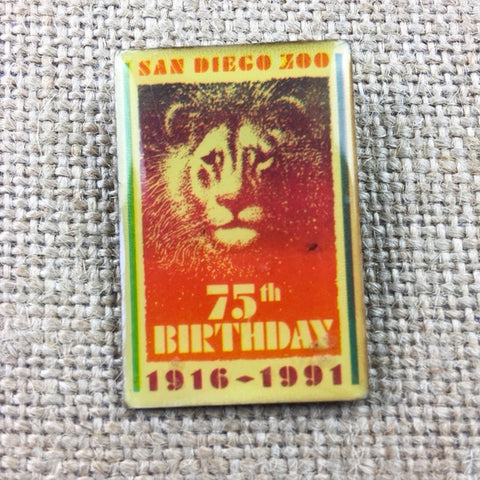 SAN DIEGO ZOO
75th
BIRTHDAY
1916-1991